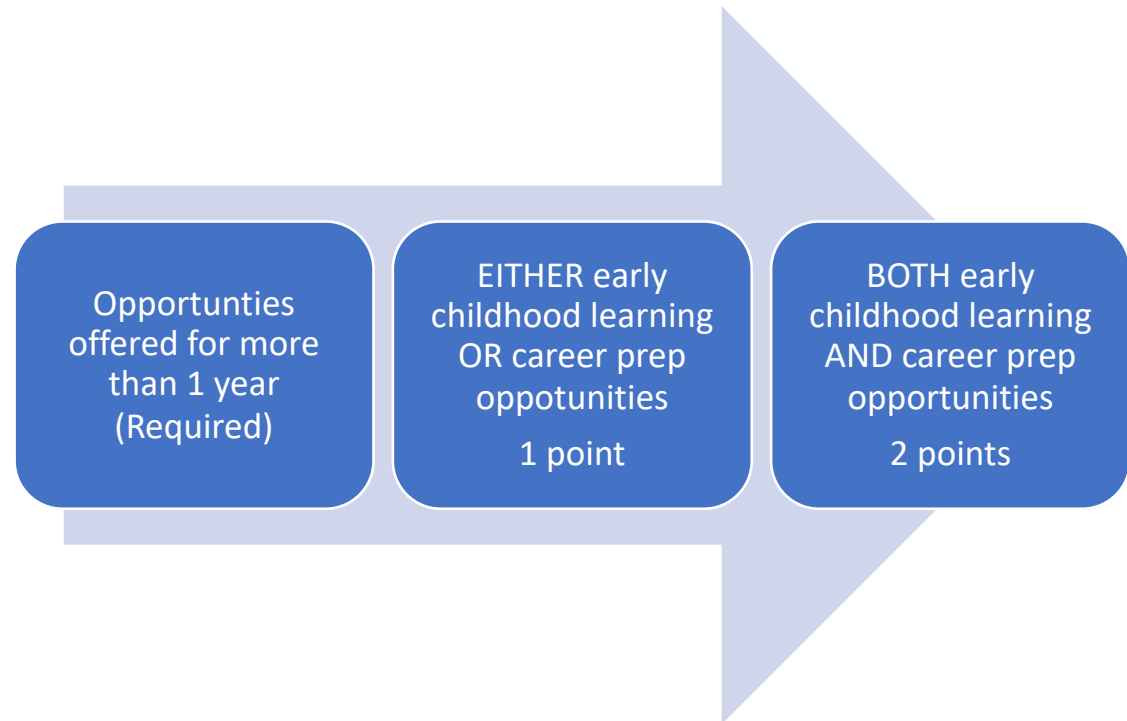 Opportunties
offered for more
than 1 year
(Required)
EITHER early
childhood learning
OR career prep
oppotunities
1 point
BOTH early
childhood learning
AND career prep
opportunities
2 points